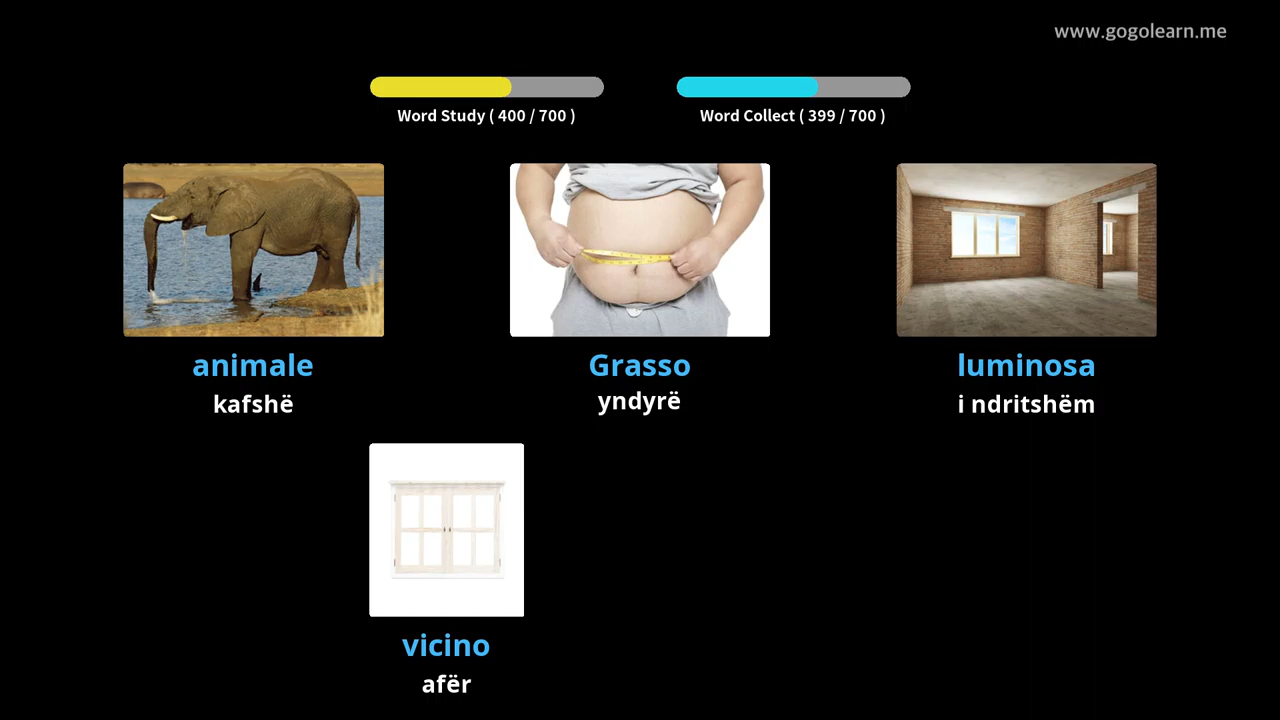 www.gogolearn.me
Word Study ( 400 / 700 )
Word Collect ( 399 / 700 )
animale
kafshë
Grasso
yndyrë
luminosa
i ndritshëm
vicino
afër